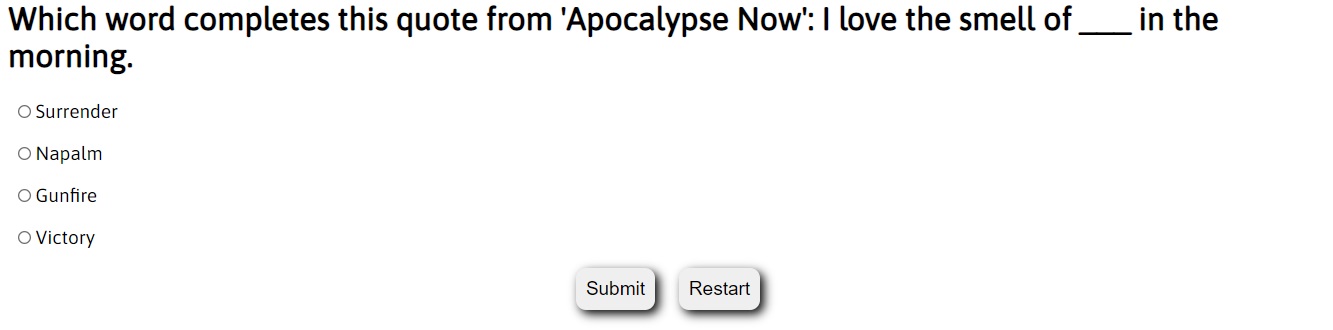 Which word completes this quote from 'Apocalypse Now': I love the smell of ___ in the
morning.
Surrender
Napalm
Gunfire
Victory
Submit Restart